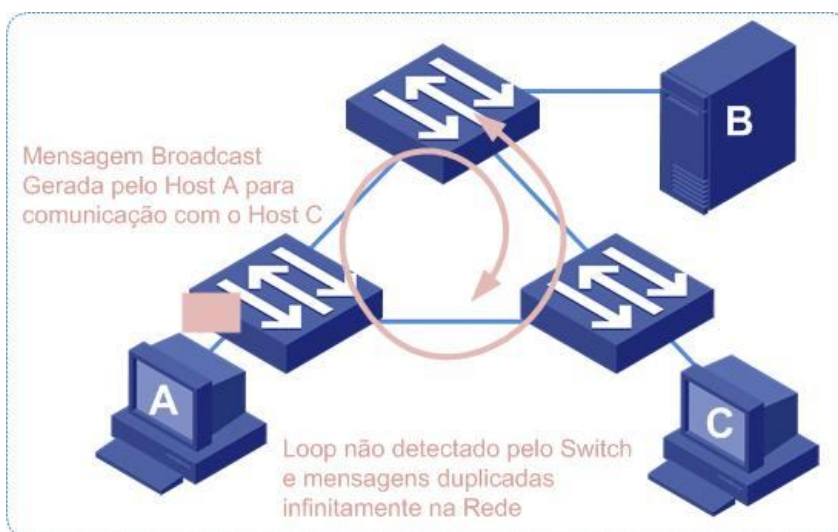 B
Mensagem Broadcast
Gerada pelo Host A para
comunicação com o Host C
A
C
Loop não detectado pelo Switch
e mensagens duplicadas
infinitamente na Rede